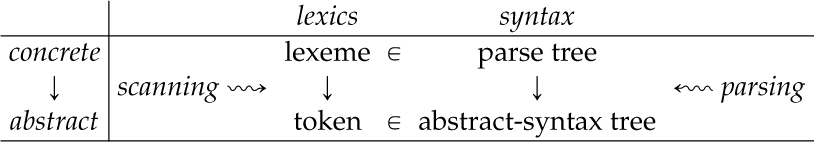 lexics syntax
concrete lexeme ∈ parse tree
↓ scanning ⇝ ↓ ↓ ⇜ parsing
abstract token ∈ abstract-syntax tree